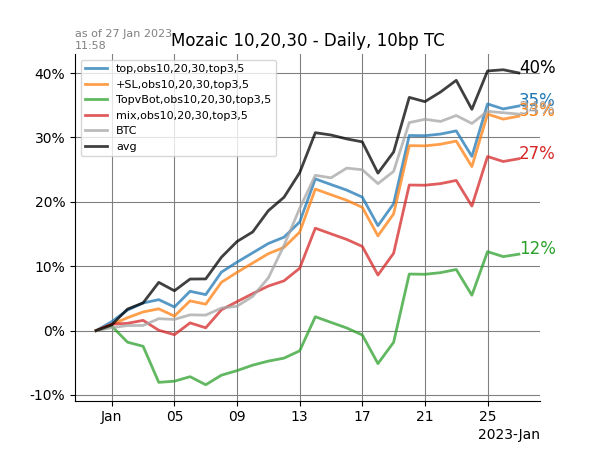 as of 27 Jan 2023
11:58
Mozaic 10,20,30 - Daily, 10bp TC
top,obs10,20,30,top3,5
+SL,obs10,20,30,top3,5
TopvBot,obs10,20,30,top3,5
mix,obs10,20,30,top3,5
BTC
avg
40%
30%
20%
10%
0%
-10%
40%
35%
33%
27%
12%
Jan
05
09
13
17
21
25
2023-Jan